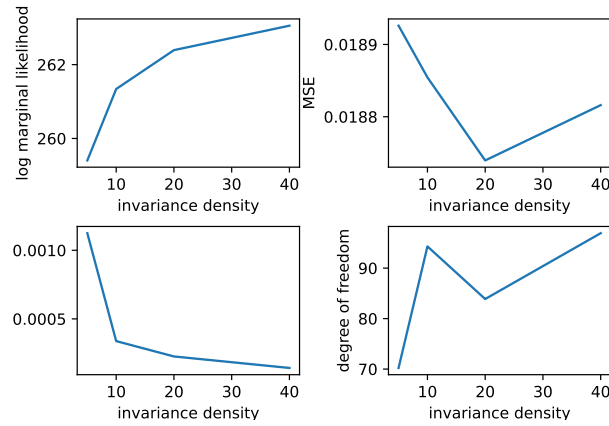 log marginal likelihood
262
260
10 20 30 40
invariance density
MSE
0.0189
0.0188
10 20 30 40
invariance density
0.0010
0.0005
10 20 30 40
invariance density
degree of freedom
90
80
70
10 20 30 40
invariance density